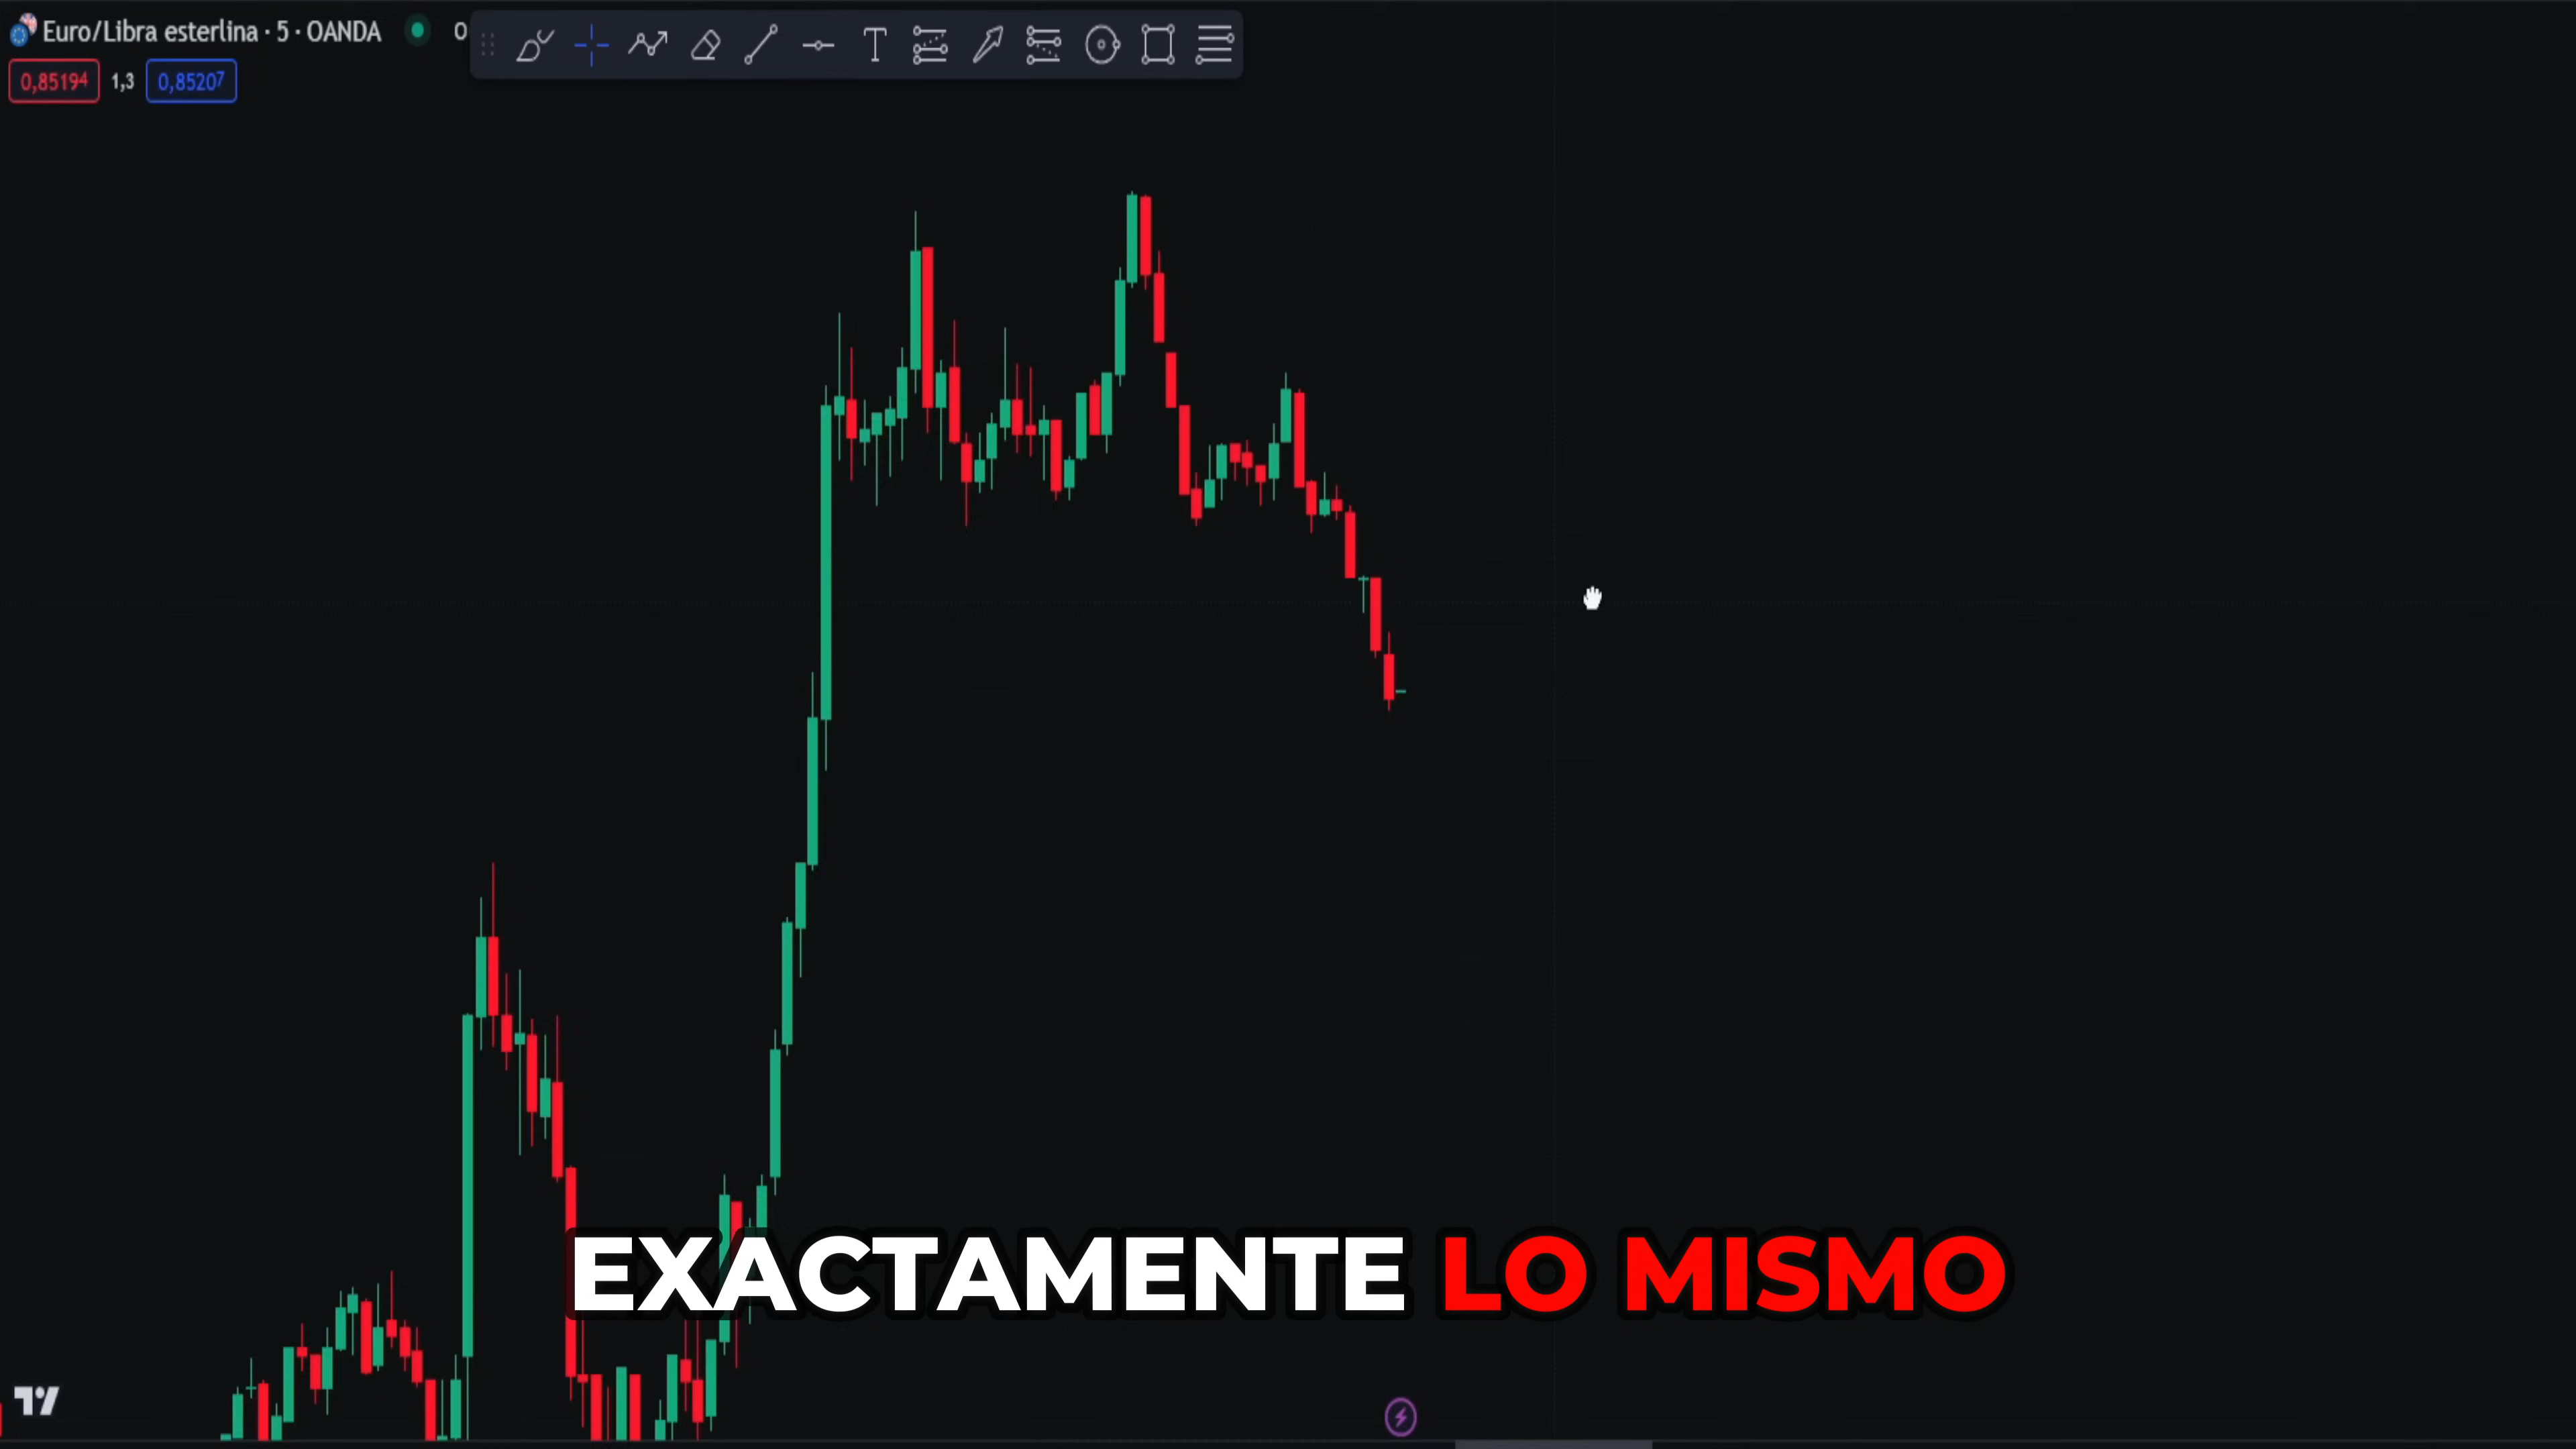 Euro/Libra esterlina · 5 · OANDA
0,85194 1,3 0,85207
EXACTAMENTE LO MISMO